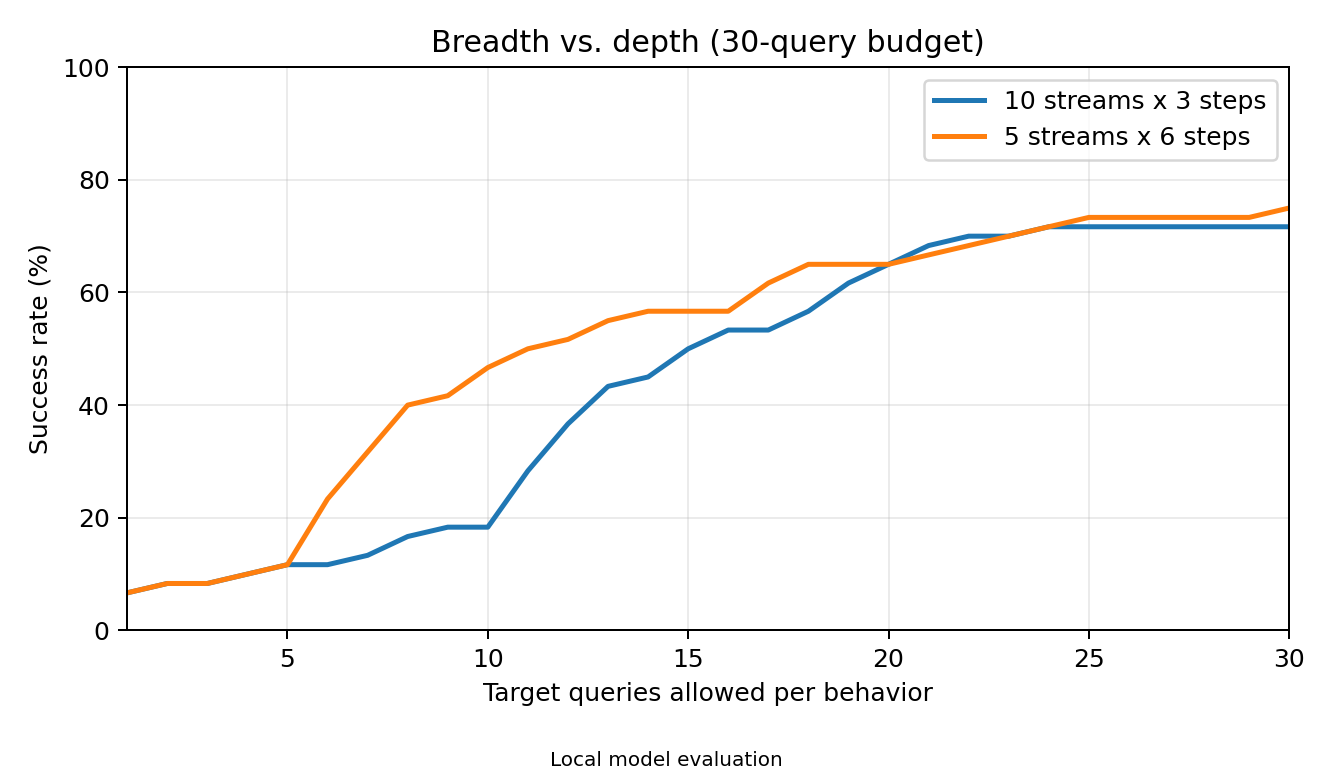 Breadth vs. depth (30-query budget)
100
80
60
40
20
0
Success rate (%)
10 streams x 3 steps
5 streams x 6 steps
5
10
15
20
25
30
Target queries allowed per behavior
Local model evaluation